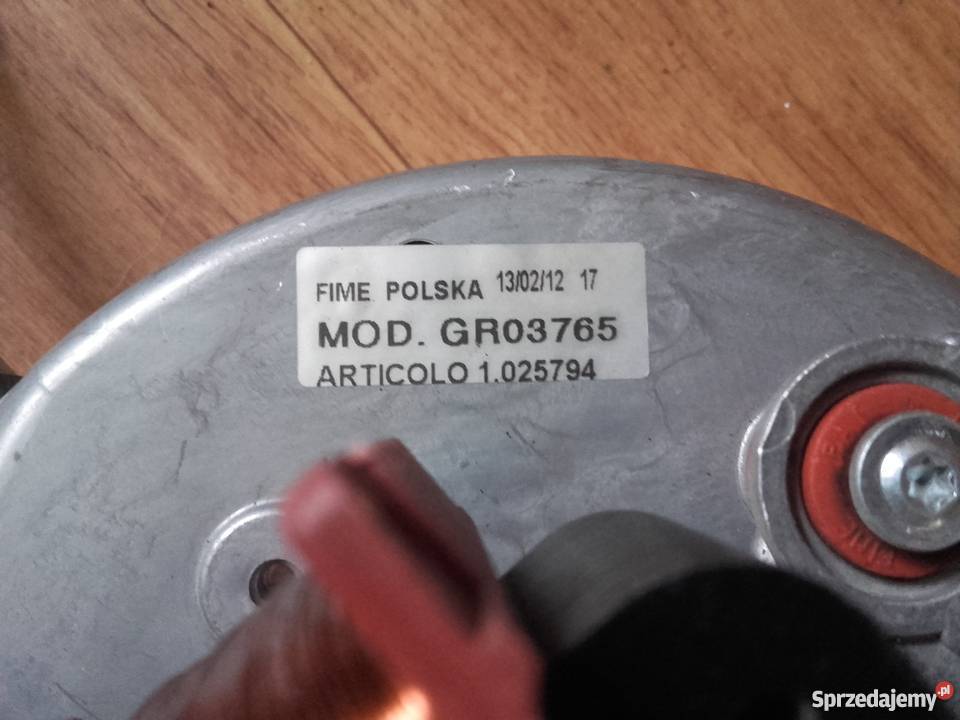 FIME POLSKA 13/02/12 17
MOD. GR03765
ARTICOLO 1.025794
Sprzedajemy.pl